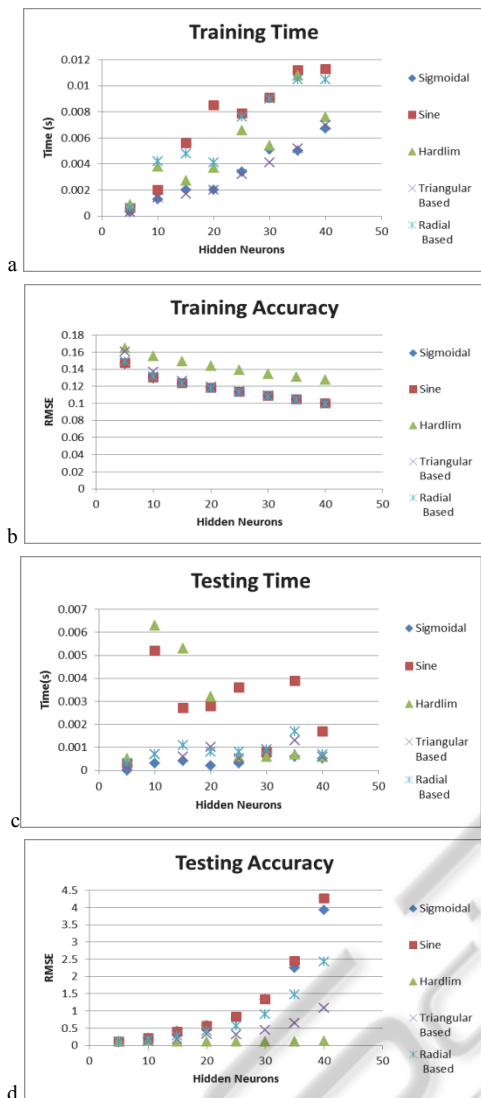 Training Time
0.012
0.01
0.008
0.006
0.004
0.002
0
Time (s)
0
10
20
30
40
50
Hidden Neurons
Sigmoidal
Sine
Hardlim
Triangular
Based
Radial
Based
a
Training Accuracy
0.18
0.16
0.14
0.12
0.1
0.08
0.06
0.04
0.02
0
RMSE
0
10
20
30
40
50
Hidden Neurons
Sigmoidal
Sine
Hardlim
Triangular
Based
Radial
Based
b
Testing Time
0.007
0.006
0.005
0.004
0.003
0.002
0.001
0
Time(s)
0
10
20
30
40
50
Hidden Neurons
Sigmoidal
Sine
Hardlim
Triangular
Based
Radial
Based
c
Testing Accuracy
4.5
4
3.5
3
2.5
2
1.5
1
0.5
0
RMSE
0
10
20
30
40
50
Hidden Neurons
Sigmoidal
Sine
Hardlim
Triangular
Based
Radial
Based
d